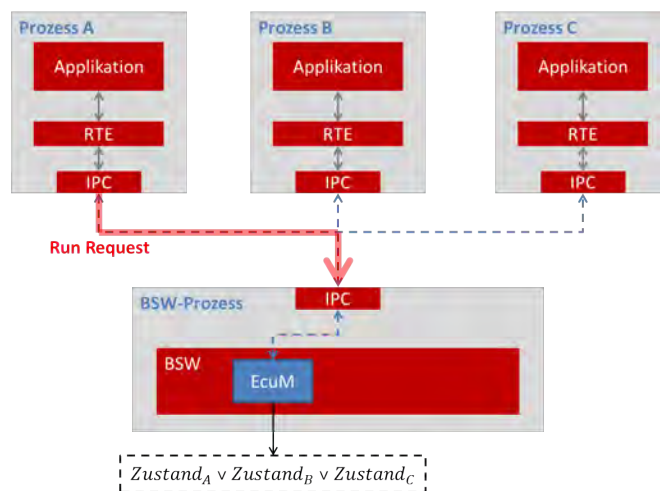 Prozess A
Prozess B
Prozess C
Applikation
Applikation
Applikation
RTE
RTE
RTE
IPC
IPC
IPC
Run Request
IPC
BSW-Prozess
BSW
EcuM
Zustand_A ∨ Zustand_B ∨ Zustand_C